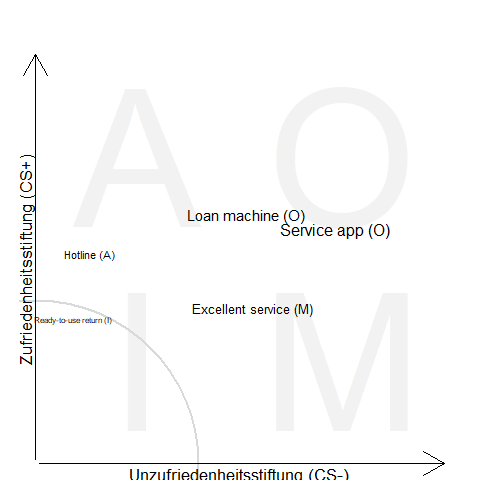 A O
Loan machine (O)
Service app (O)
Hotline (A)
Excellent service (M)
Ready-to-use return (I)
I M
Zufriedenheitsstiftung (CS+)
Unzufriedenheitsstiftung (CS-)